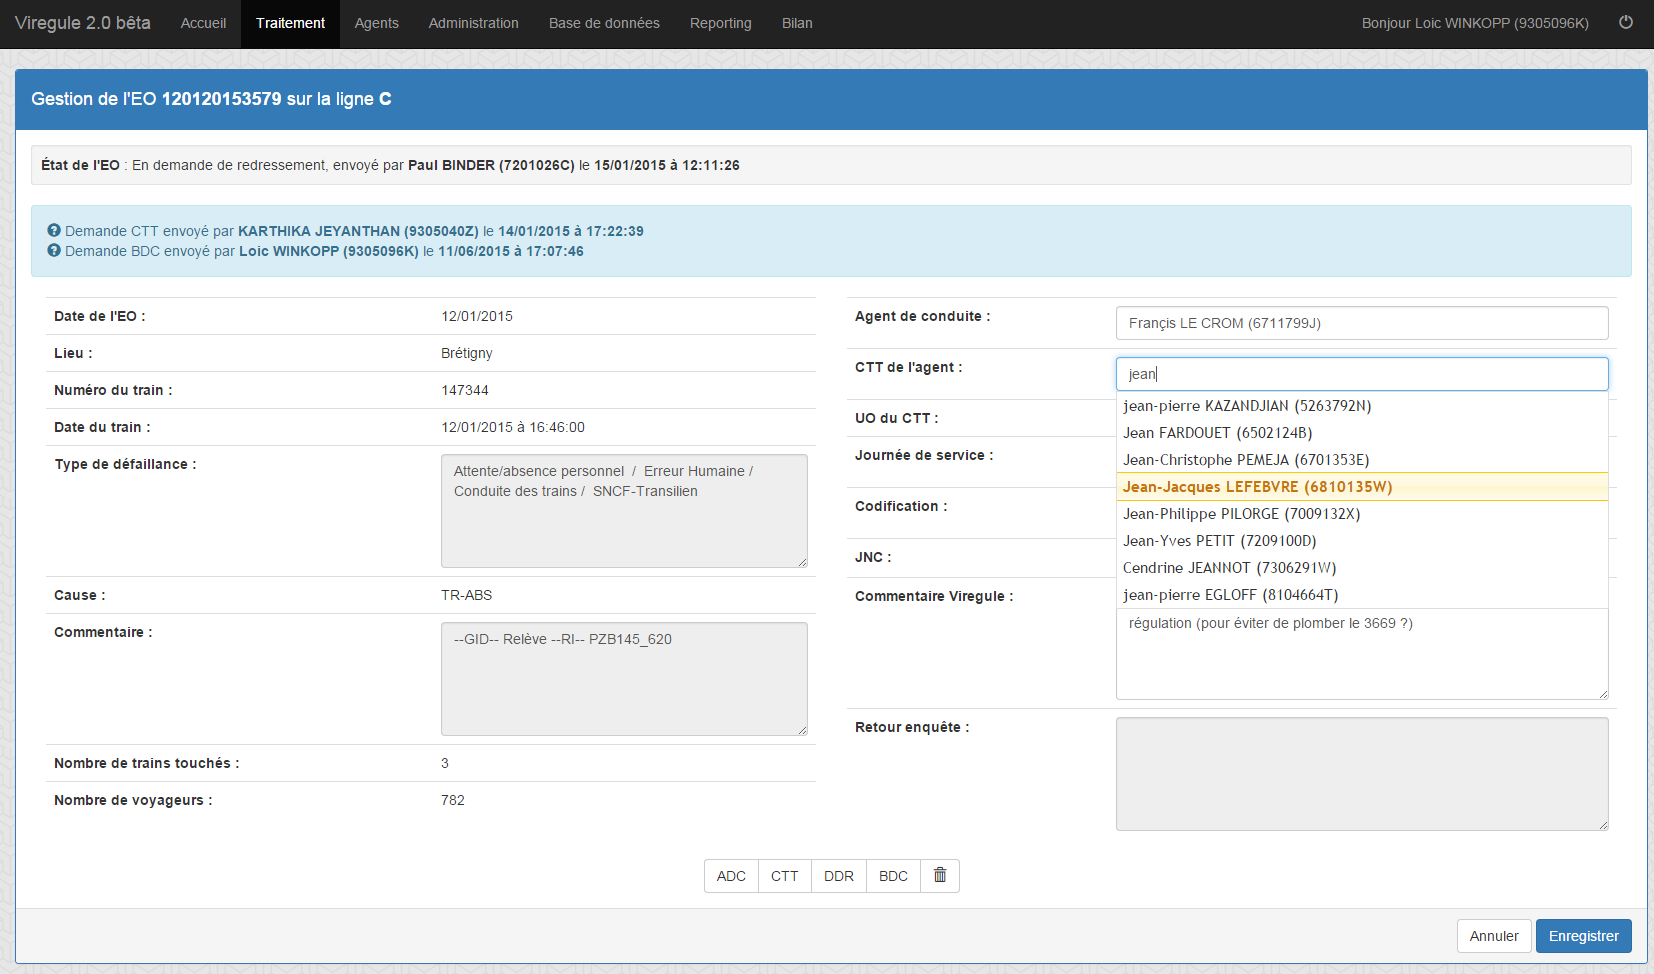 Viregule 2.0 bêta Accueil Traitement Agents Administration Base de données Reporting Bilan Bonjour Loic WINKOPP (9305096K)
Gestion de l'EO 120120153579 sur la ligne C
État de l'EO : En demande de redressement, envoyé par Paul BINDER (7201026C) le 15/01/2015 à 12:11:26
Demande CTT envoyé par KARTHIKA JEYANTHAN (9305040Z) le 14/01/2015 à 17:22:39
Demande BDC envoyé par Loic WINKOPP (9305096K) le 11/06/2015 à 17:07:46
Date de l'EO : 12/01/2015
Lieu : Brétigny
Numéro du train : 147344
Date du train : 12/01/2015 à 16:46:00
Type de défaillance : Attente/absence personnel / Erreur Humaine /
Conduite des trains / SNCF-Transilien
Cause : TR-ABS
Commentaire : --GID-- Relève --RI-- PZB145_620
Nombre de trains touchés : 3
Nombre de voyageurs : 782
Agent de conduite : Françis LE CROM (6711799J)
CTT de l'agent : jean
jean-pierre KAZANDJIAN (5263792N)
UO du CTT :
Jean FARDOUET (6502124B)
Journée de service :
Jean-Christophe PEMEJA (6701353E)
Jean-Jacques LEFEBVRE (6810135W)
Codification :
Jean-Philippe PILORGE (7009132X)
Jean-Yves PETIT (7209100D)
JNC :
Cendrine JEANNOT (7306291W)
Commentaire Viregule :
jean-pierre EGLOFF (8104664T)
régulation (pour éviter de plomber le 3669 ?)
Retour enquête :
ADC CTT DDR BDC
Annuler Enregistrer